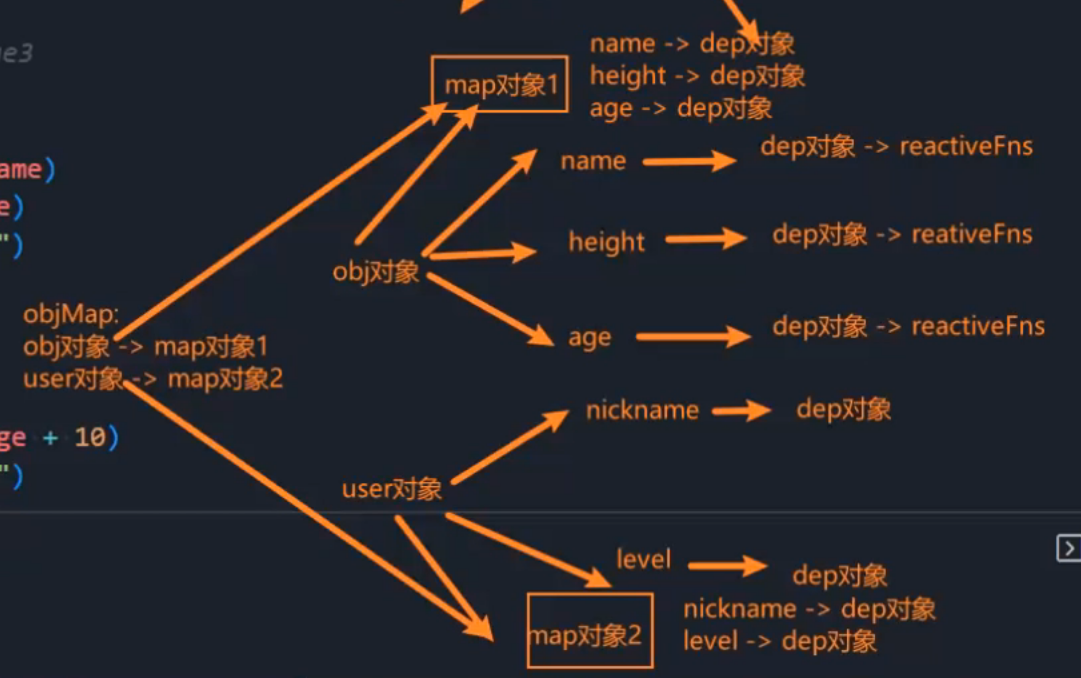 ue3
name -> dep对象
height -> dep对象
age -> dep对象
map对象1
dep对象 -> reactiveFns
name
ame)
e)
height
dep对象 -> reativeFns
")
obj对象
objMap:
obj对象 -> map对象1
user对象 -> map对象2
age
dep对象 -> reactiveFns
nickname
dep对象
ge + 10)
")
user对象
level
dep对象
nickname -> dep对象
level -> dep对象
map对象2